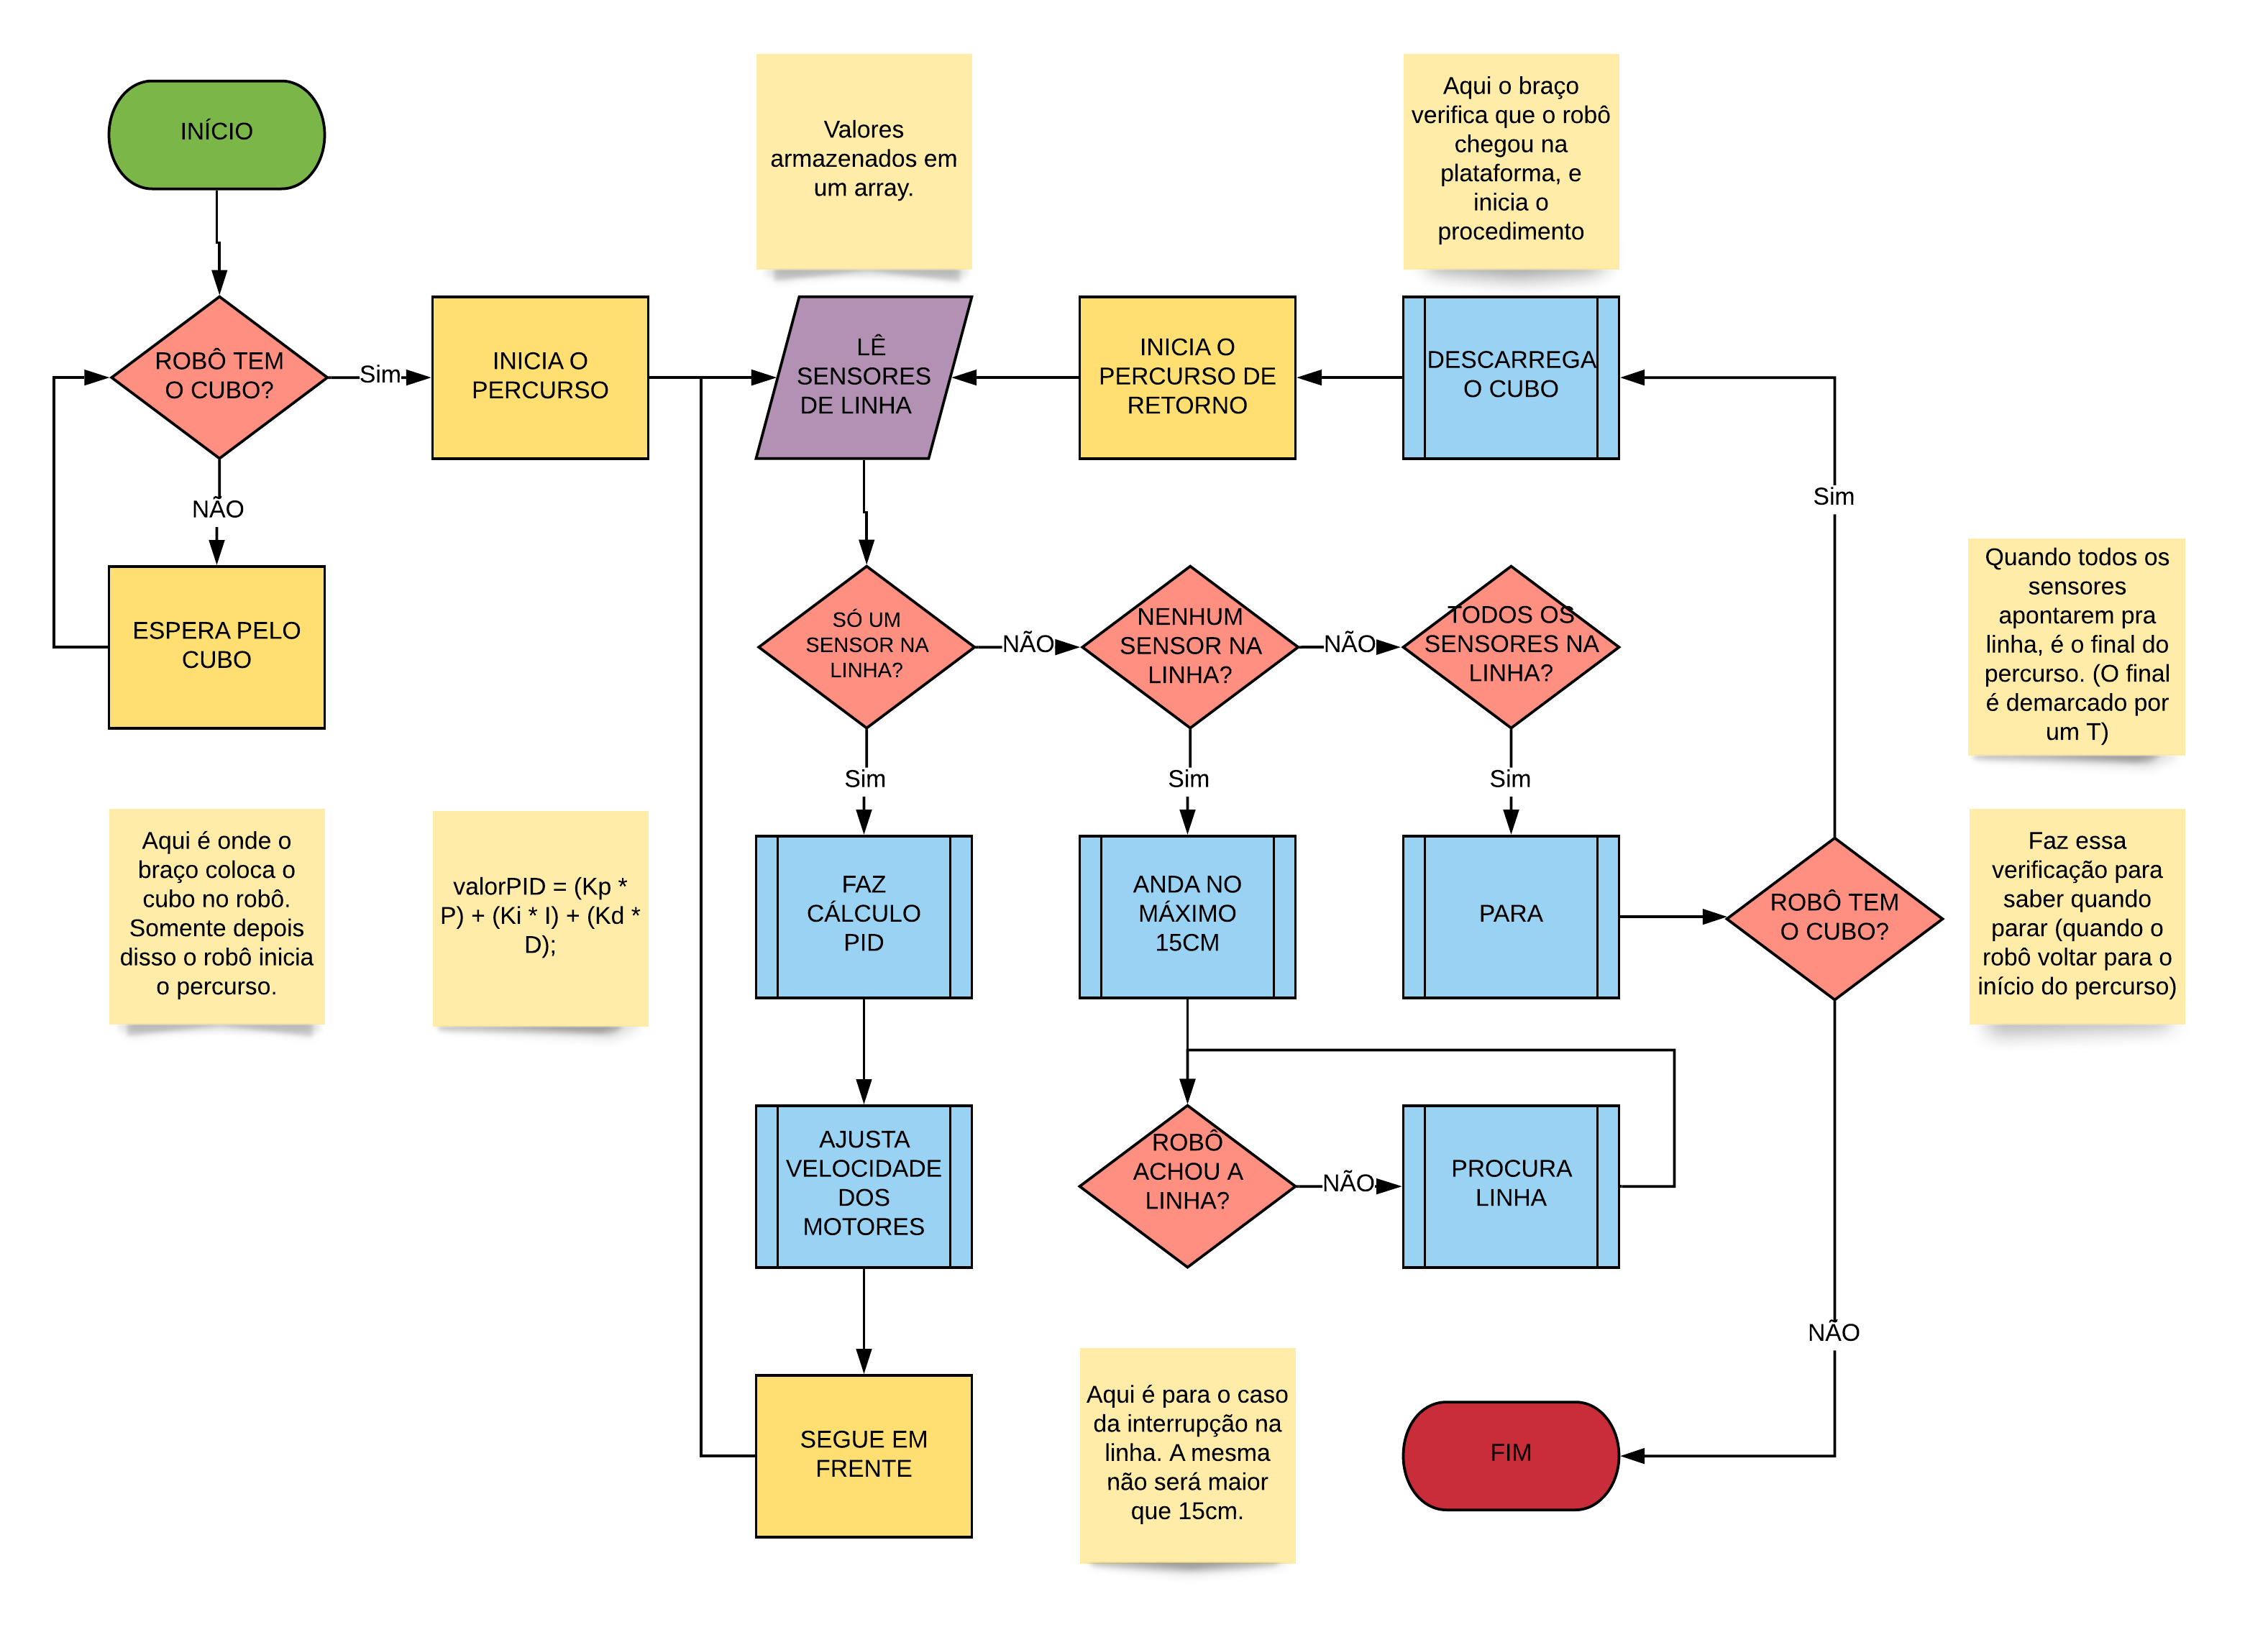 INÍCIO
Valores
armazenados em
um array.
Aqui o braço
verifica que o robô
chegou na
plataforma, e
inicia o
procedimento
ROBÔ TEM
O CUBO?
Sim
INICIA O
PERCURSO
LÊ
SENSORES
DE LINHA
INICIA O
PERCURSO DE
RETORNO
DESCARREGA
O CUBO
NÃO
Sim
ESPERA PELO
CUBO
SÓ UM
SENSOR NA
LINHA?
NÃO
NENHUM
SENSOR NA
LINHA?
NÃO
TODOS OS
SENSORES NA
LINHA?
Quando todos os
sensores
apontarem pra
linha, é o final do
percurso. (O final
é demarcado por
um T)
Sim
Sim
Sim
Aqui é onde o
braço coloca o
cubo no robô.
Somente depois
disso o robô inicia
o percurso.
valorPID = (Kp *
P) + (Ki * I) + (Kd *
D);
FAZ
CÁLCULO
PID
ANDA NO
MÁXIMO
15CM
PARA
ROBÔ TEM
O CUBO?
Faz essa
verificação para
saber quando
parar (quando o
robô voltar para o
início do percurso)
AJUSTA
VELOCIDADE
DOS
MOTORES
ROBÔ
ACHOU A
LINHA?
NÃO
PROCURA
LINHA
NÃO
SEGUE EM
FRENTE
Aqui é para o caso
da interrupção na
linha. A mesma
não será maior
que 15cm.
FIM